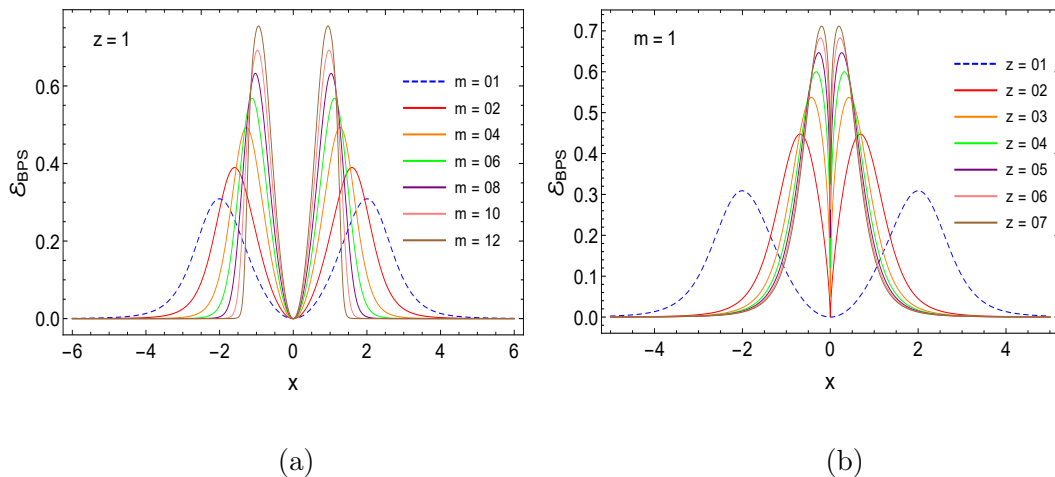 z = 1
0.6
0.4
0.2
0.0
ℰBPS
m = 01
m = 02
m = 04
m = 06
m = 08
m = 10
m = 12
−6 −4 −2 0 2 4 6
x
(a)
m = 1
0.7
0.6
0.5
0.4
0.3
0.2
0.1
0.0
ℰBPS
z = 01
z = 02
z = 03
z = 04
z = 05
z = 06
z = 07
−4 −2 0 2 4
x
(b)